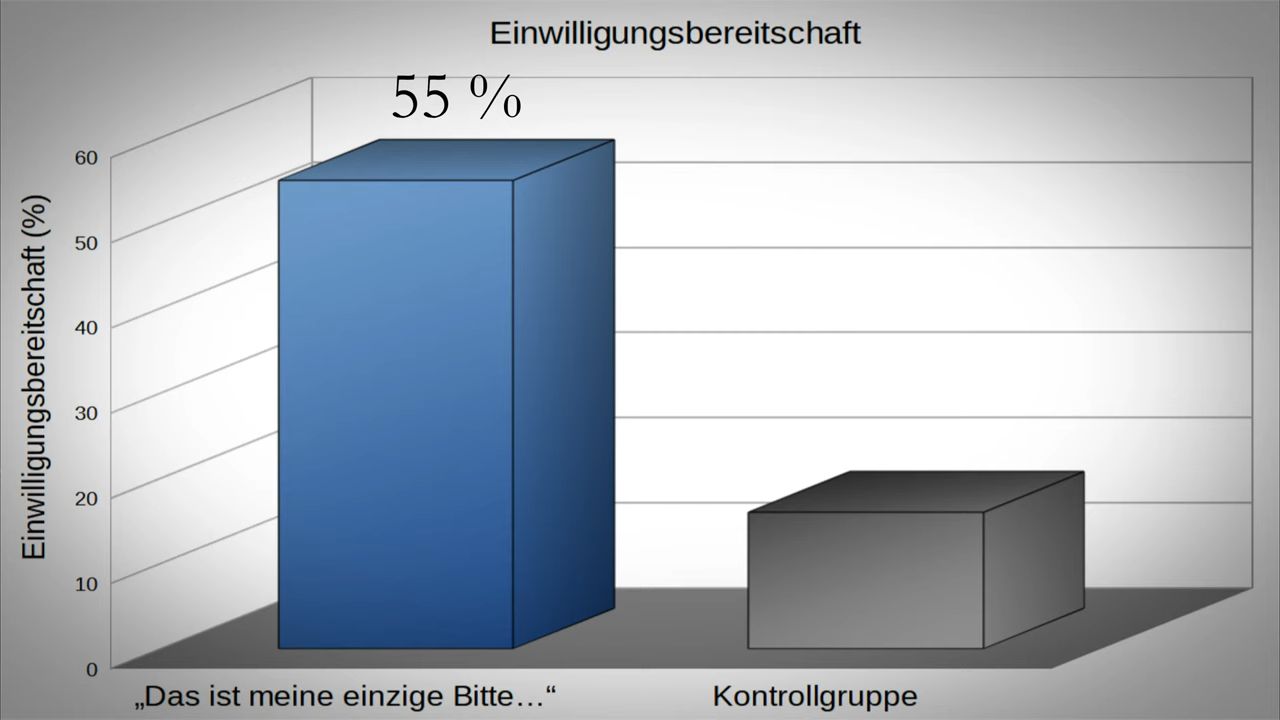 Einwilligungsbereitschaft
55 %
Einwilligungsbereitschaft (%)
60
50
40
30
20
10
0
„Das ist meine einzige Bitte…“
Kontrollgruppe